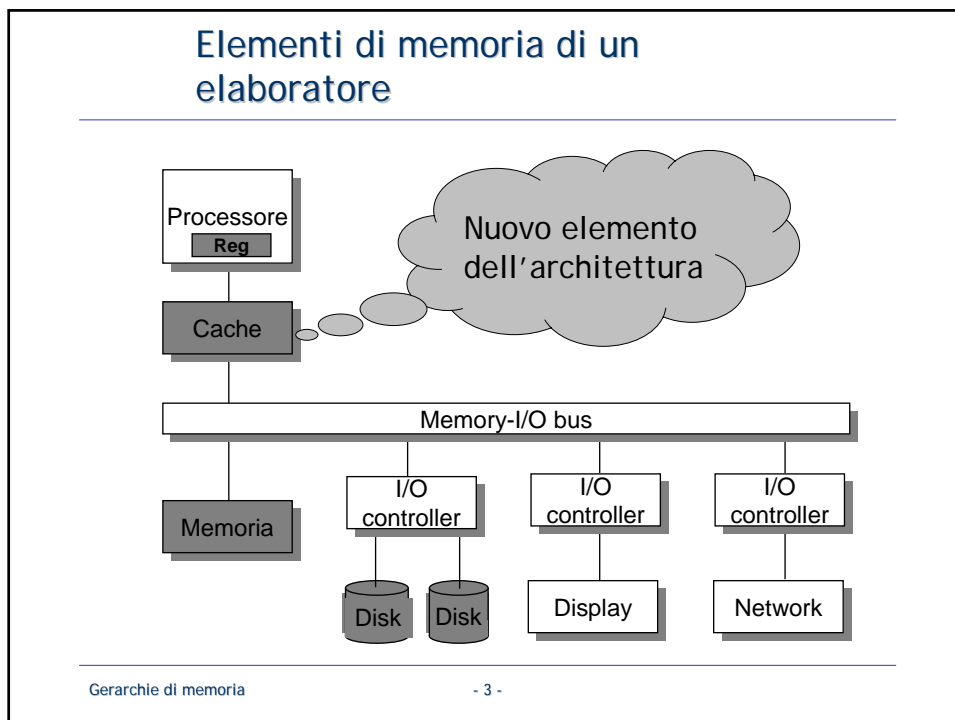 Elementi di memoria di un
elaboratore
Processore
Reg
Nuovo elemento
dell'architettura
Cache
Memory-I/O bus
Memoria
I/O
controller
I/O
controller
I/O
controller
Disk
Disk
Display
Network
Gerarchie di memoria
- 3 -